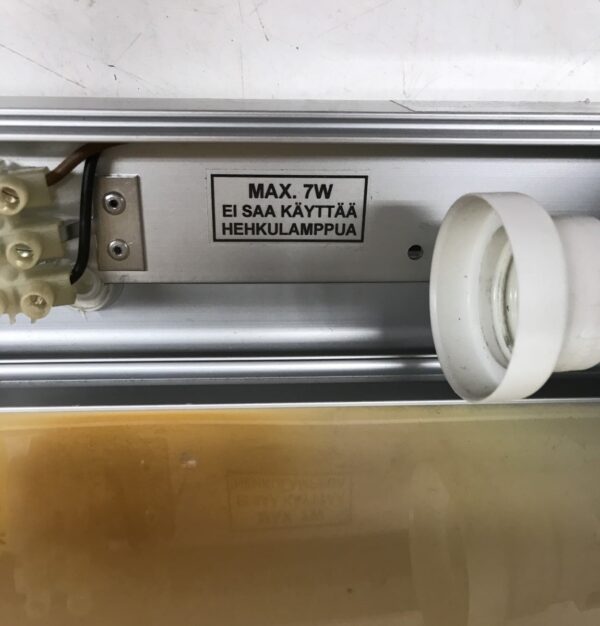 MAX. 7W
EI SAA KÄYTTÄÄ
HEHKULAMPPUA